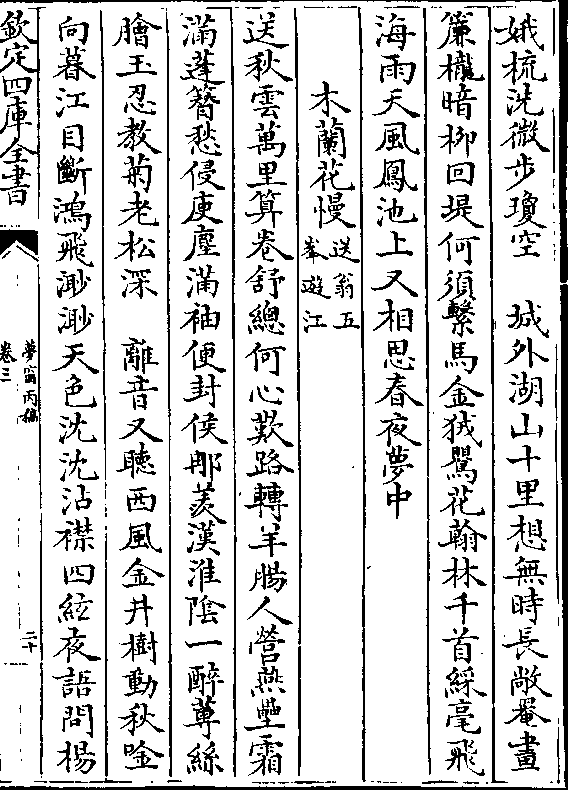 娥梳洗微步瓊空　城外湖山十里想無時長敞罨畫
簾櫳暗柳回堤何須繫馬金狨鶯花翰林千首綵毫飛
海雨天風鳳池上又相思春夜夢中
木蘭花慢送翁五
峯遊江
送秋雲萬里算卷舒總何心歎路轉羊腸人營燕壘霜
滿蓬簪愁侵庾塵滿袖便封侯那羡漢淮陰一醉蓴絲
膾玉忍教菊老松深　離音又聽西風金井樹動秋唫
向暮江目斷鴻飛渺渺天色沈沈沾襟四絃夜語問楊
欽定四庫全書
夢窗丙稿
卷三
二十